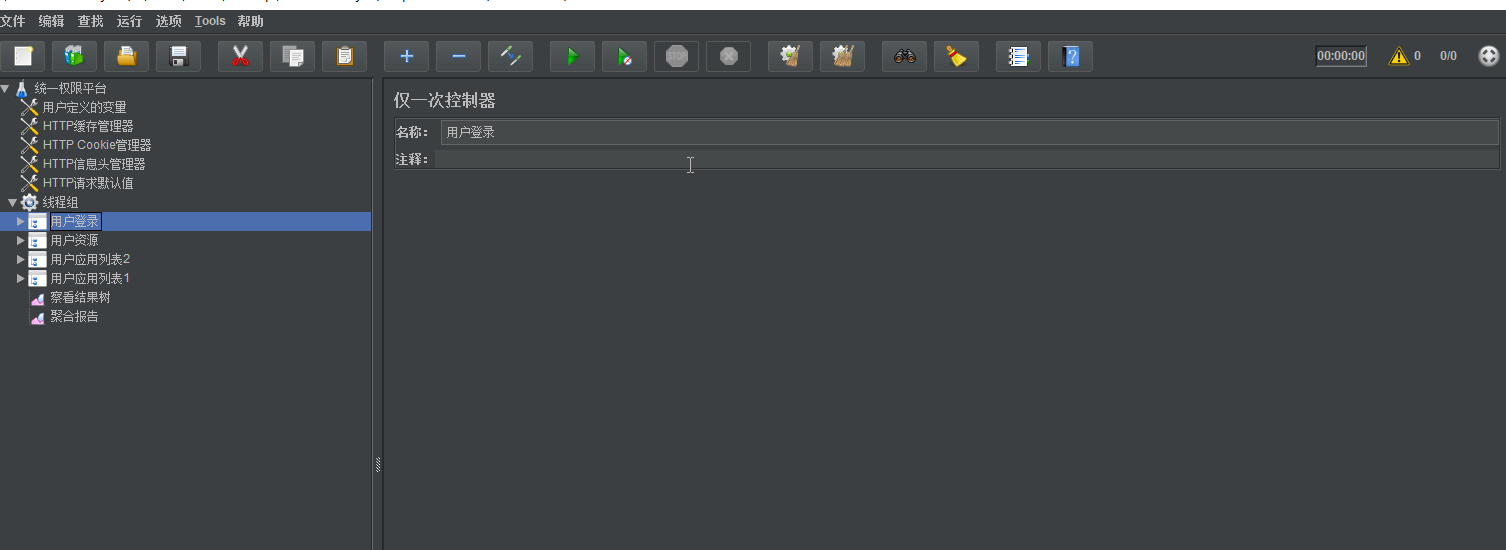 文件 编辑 查找 运行 选项 Tools 帮助
STOP
00:00:00 0 0/0
统一权限平台
用户定义的变量
HTTP缓存管理器
HTTP Cookie管理器
HTTP信息头管理器
HTTP请求默认值
线程组
用户登录
用户资源
用户应用列表2
用户应用列表1
察看结果树
聚合报告
仅一次控制器
名称： 用户登录
注释：